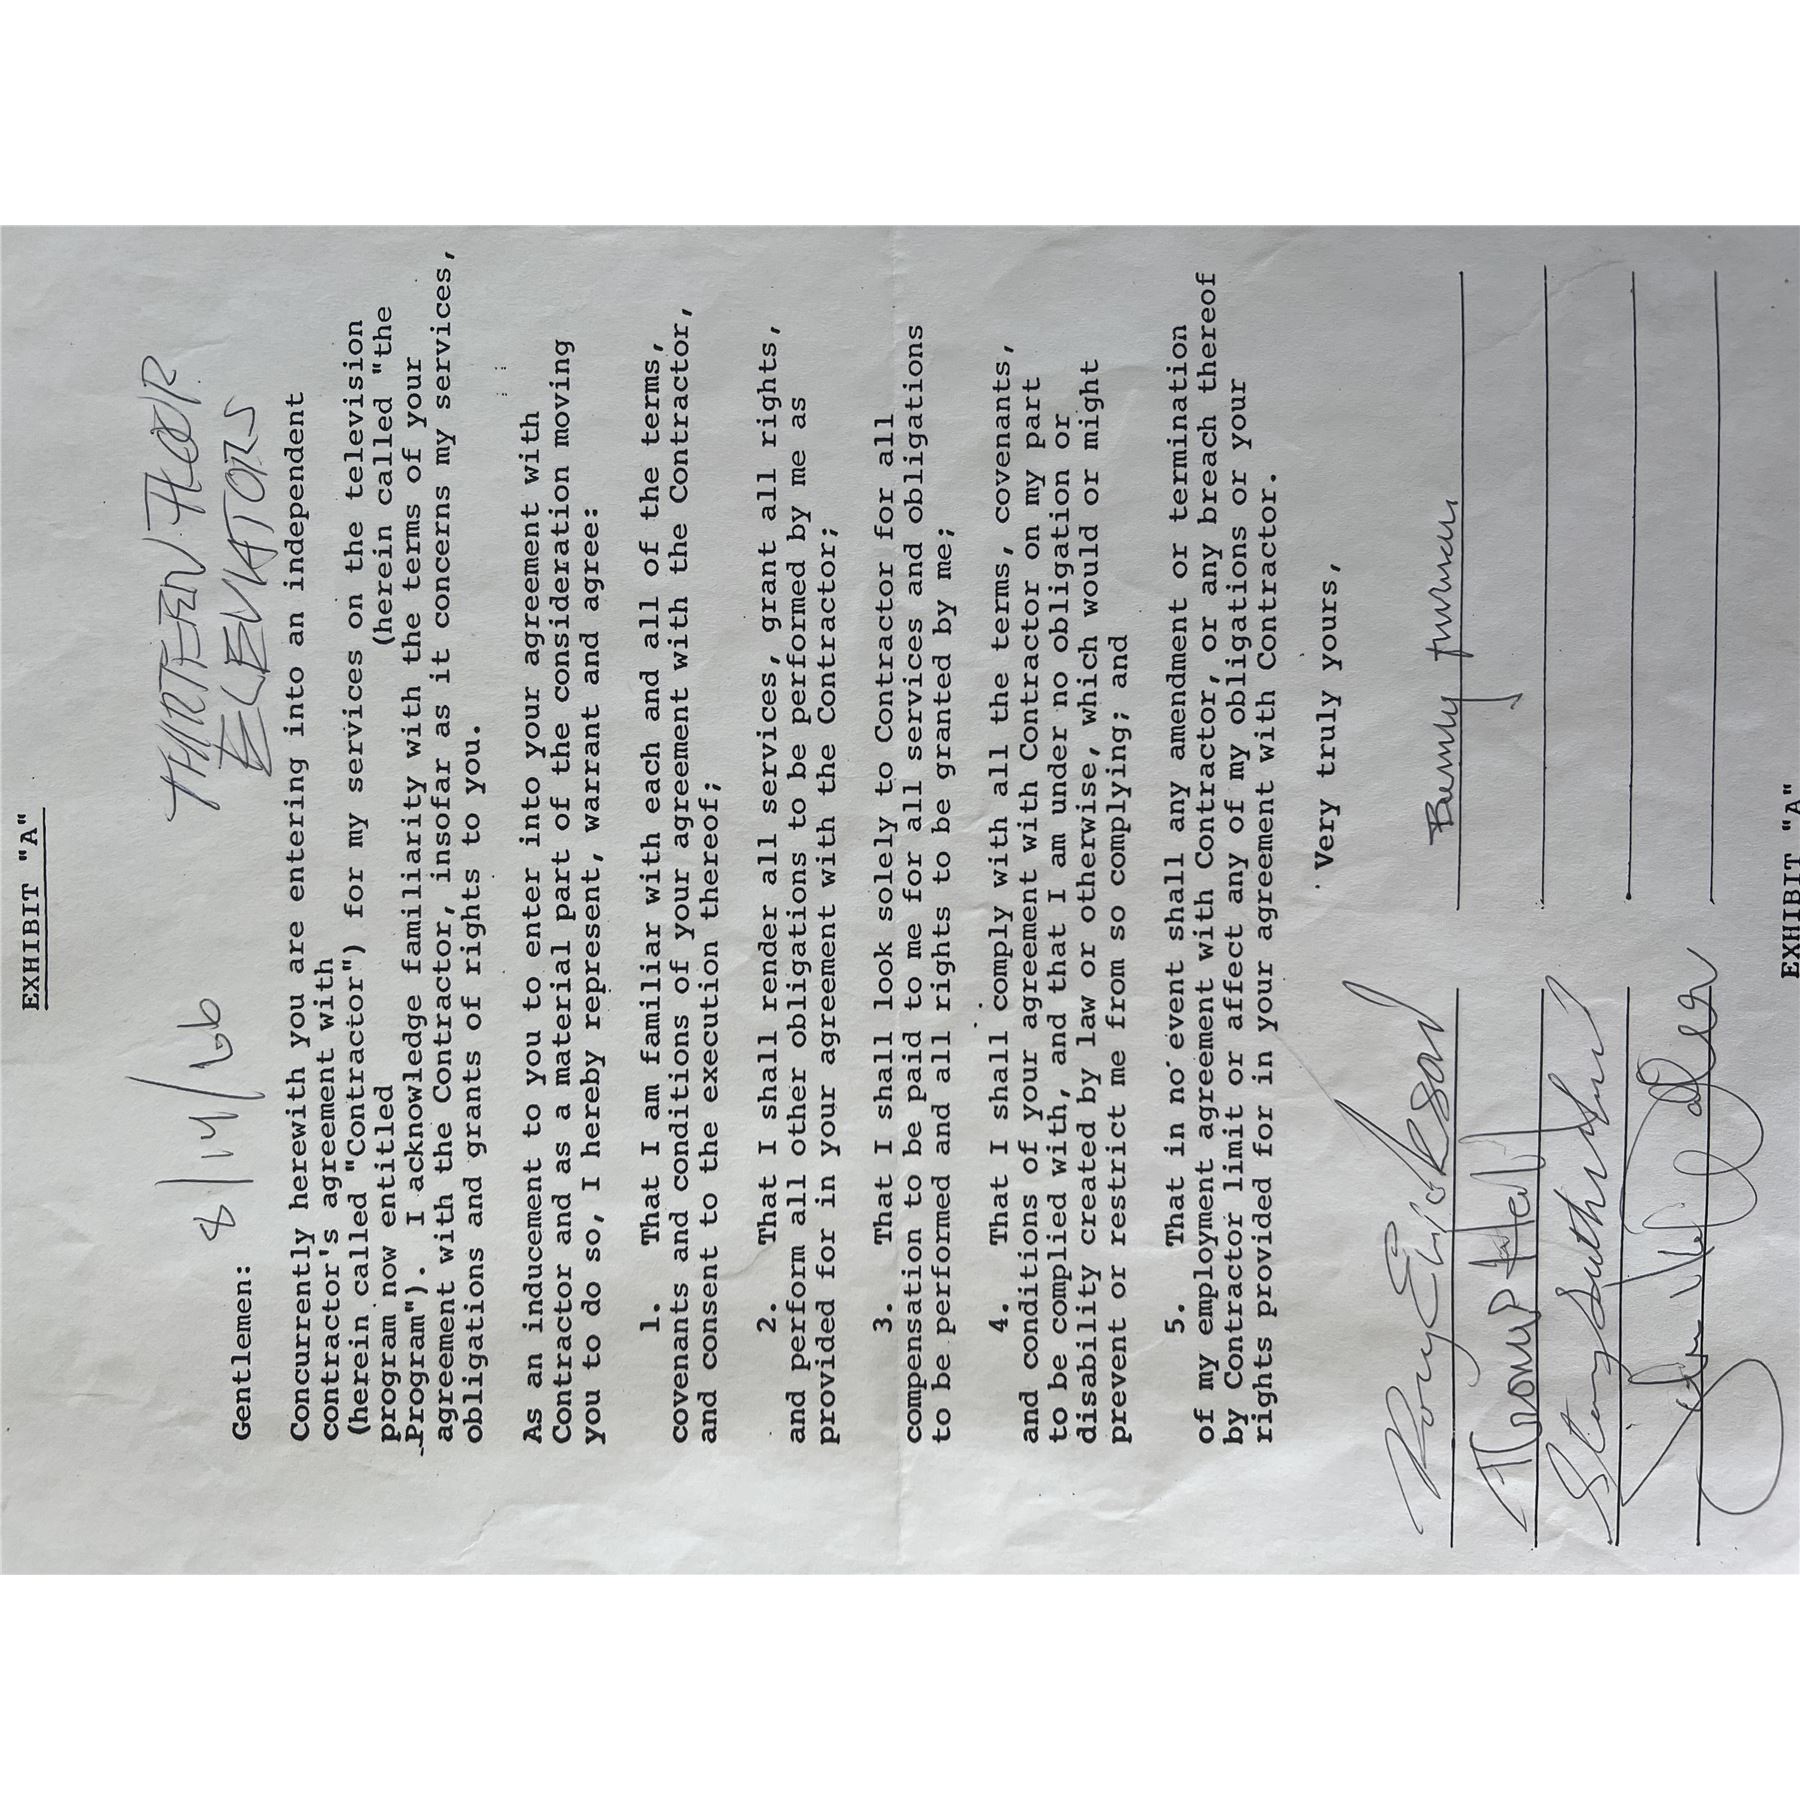 EXHIBIT "A"
8/14/66
THIRTEEN FLOOR
ELEVATORS
Gentlemen:
Concurrently herewith you are entering into an independent
contractor's agreement with
(herein called "Contractor") for my services on the television
program now entitled (herein called "the
Program"). I acknowledge familiarity with the terms of your
agreement with the Contractor, insofar as it concerns my services,
obligations and grants of rights to you.
As an inducement to you to enter into your agreement with
Contractor and as a material part of the consideration moving
you to do so, I hereby represent, warrant and agree:
1. That I am familiar with each and all of the terms,
covenants and conditions of your agreement with the Contractor,
and consent to the execution thereof;
2. That I shall render all services, grant all rights,
and perform all other obligations to be performed by me as
provided for in your agreement with the Contractor;
3. That I shall look solely to Contractor for all
compensation to be paid to me for all services and obligations
to be performed and all rights to be granted by me;
4. That I shall comply with all the terms, covenants,
and conditions of your agreement with Contractor on my part
to be complied with, and that I am under no obligation or
disability created by law or otherwise, which would or might
prevent or restrict me from so complying; and
5. That in no event shall any amendment or termination
of my employment agreement with Contractor, or any breach thereof
by Contractor limit or affect any of my obligations or your
rights provided for in your agreement with Contractor.
Very truly yours,
Roky Erickson
Benny Thurman
Tommy Hall
Stacy Sutherland
John Walker
EXHIBIT "A"